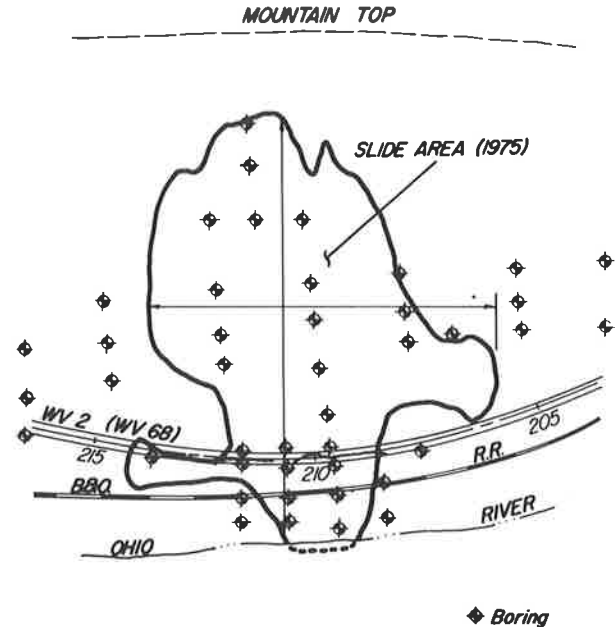 MOUNTAIN TOP
SLIDE AREA (1975)
WV 2 (WV 68)
205
215
210
R.R.
B.&O.
RIVER
OHIO
Boring